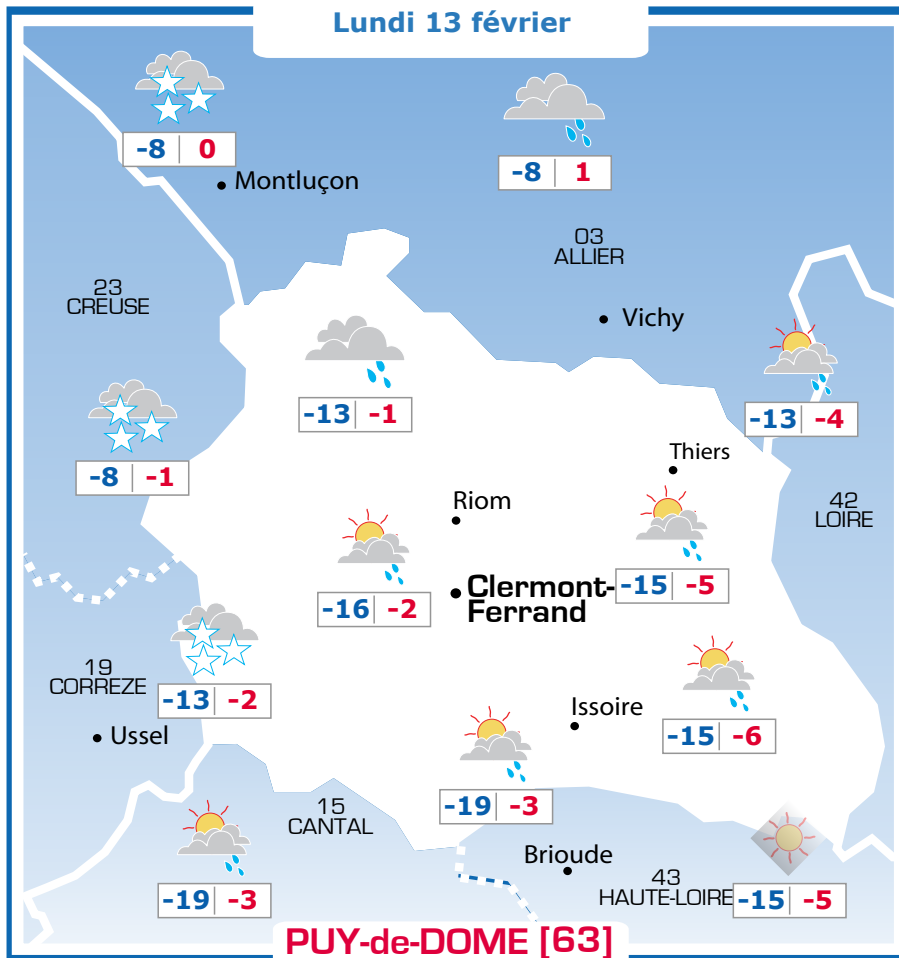 Lundi 13 février
-8 0
Montluçon
-8 1
03
ALLIER
23
CREUSE
Vichy
-13 -1
-13 -4
-8 -1
Thiers
Riom
42
LOIRE
-16 -2
Clermont-
Ferrand
-15 -5
19
CORREZE
-13 -2
Ussel
Issoire
-15 -6
-19 -3
15
CANTAL
Brioude
43
HAUTE-LOIRE
-19 -3
-15 -5
PUY-de-DOME [63]